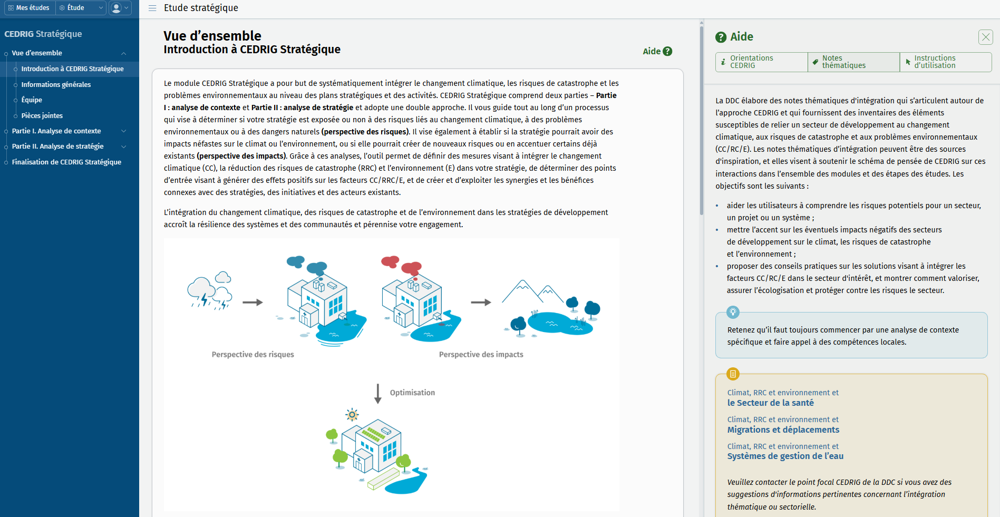 Mes études
Étude
Etude stratégique
CEDRIG Stratégique
Vue d’ensemble
Introduction à CEDRIG Stratégique
Informations générales
Équipe
Pièces jointes
Partie I. Analyse de contexte
Partie II. Analyse de stratégie
Finalisation de CEDRIG Stratégique
Vue d’ensemble
Introduction à CEDRIG Stratégique
Aide
Le module CEDRIG Stratégique a pour but de systématiquement intégrer le changement climatique, les risques de catastrophe et les
problèmes environnementaux au niveau des plans stratégiques et des activités. CEDRIG Stratégique comprend deux parties – Partie
I : analyse de contexte et Partie II : analyse de stratégie et adopte une double approche. Il vous guide tout au long d’un processus
qui vise à déterminer si votre stratégie est exposée ou non à des risques liés au changement climatique, à des problèmes
environnementaux ou à des dangers naturels (perspective des risques). Il vise également à établir si la stratégie pourrait avoir des
impacts néfastes sur le climat ou l’environnement, ou si elle pourrait créer de nouveaux risques ou en accentuer certains déjà
existants (perspective des impacts). Grâce à ces analyses, l’outil permet de définir des mesures visant à intégrer le changement
climatique (CC), la réduction des risques de catastrophe (RRC) et l’environnement (E) dans votre stratégie, de déterminer des points
d’entrée visant à générer des effets positifs sur les facteurs CC/RRC/E, et de créer et d’exploiter les synergies et les bénéfices
connexes avec des stratégies, des initiatives et des acteurs existants.
L’intégration du changement climatique, des risques de catastrophe et de l’environnement dans les stratégies de développement
accroît la résilience des systèmes et des communautés et pérennise votre engagement.
Perspective des risques
Perspective des impacts
Optimisation
Aide
Orientations
CEDRIG
Notes
thématiques
Instructions
d’utilisation
La DDC élabore des notes thématiques d'intégration qui s’articulent autour de
l’approche CEDRIG et qui fournissent des inventaires des éléments
susceptibles de relier un secteur de développement au changement
climatique, aux risques de catastrophe et aux problèmes environnementaux
(CC/RC/E). Les notes thématiques d’intégration peuvent être des sources
d'inspiration, et elles visent à soutenir le schéma de pensée de CEDRIG sur ces
interactions dans l’ensemble des modules et des étapes des études. Les
objectifs sont les suivants :
• aider les utilisateurs à comprendre les risques potentiels pour un secteur,
un projet ou un système ;
• mettre l’accent sur les éventuels impacts négatifs des secteurs
de développement sur le climat, les risques de catastrophe
et l’environnement ;
• proposer des conseils pratiques sur les solutions visant à intégrer les
facteurs CC/RC/E dans le secteur d'intérêt, et montrer comment valoriser,
assurer l’écologisation et protéger contre les risques le secteur.
Retenez qu’il faut toujours commencer par une analyse de contexte
spécifique et faire appel à des compétences locales.
Climat, RRC et environnement et
le Secteur de la santé
Climat, RRC et environnement et
Migrations et déplacements
Climat, RRC et environnement et
Systèmes de gestion de l’eau
Veuillez contacter le point focal CEDRIG de la DDC si vous avez des
suggestions d'informations pertinentes concernant l’intégration
thématique ou sectorielle.